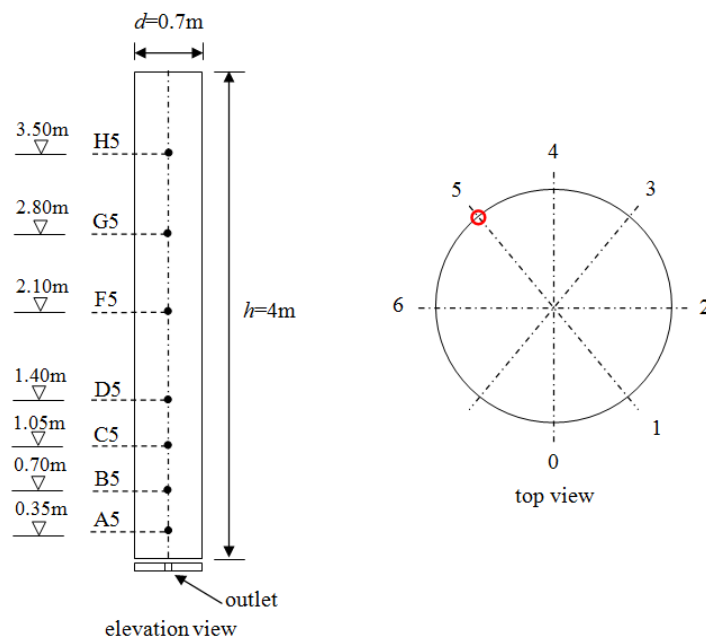 d=0.7m
3.50m
H5
2.80m
G5
2.10m
F5
h=4m
1.40m
D5
1.05m
C5
0.70m
B5
0.35m
A5
outlet
elevation view
4
5
3
6
2
1
0
top view